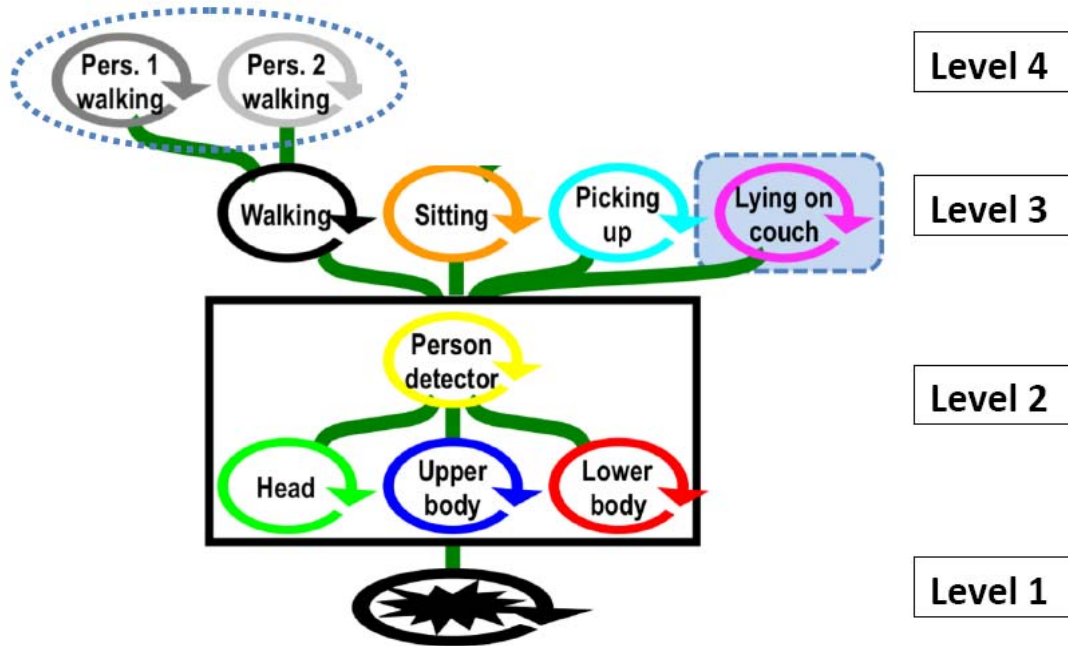 Pers. 1
walking
Pers. 2
walking
Level 4
Walking
Sitting
Picking
up
Lying on
couch
Level 3
Person
detector
Level 2
Head
Upper
body
Lower
body
Level 1